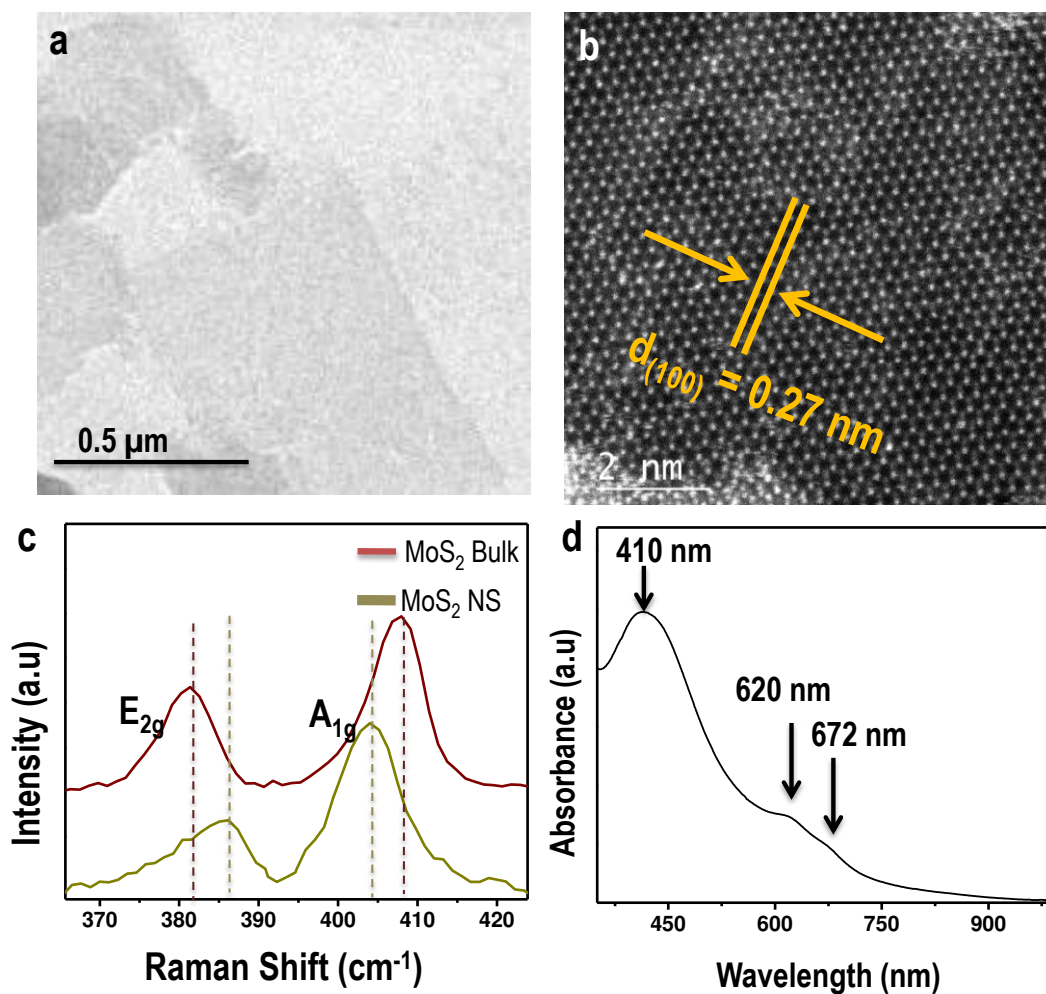 a
0.5 µm
b
d(100) = 0.27 nm
2 nm
c
MoS2 Bulk
MoS2 NS
E2g
A1g
Intensity (a.u)
370 380 390 400 410 420
Raman Shift (cm-1)
d
410 nm
620 nm
672 nm
Absorbance (a.u)
450 600 750 900
Wavelength (nm)